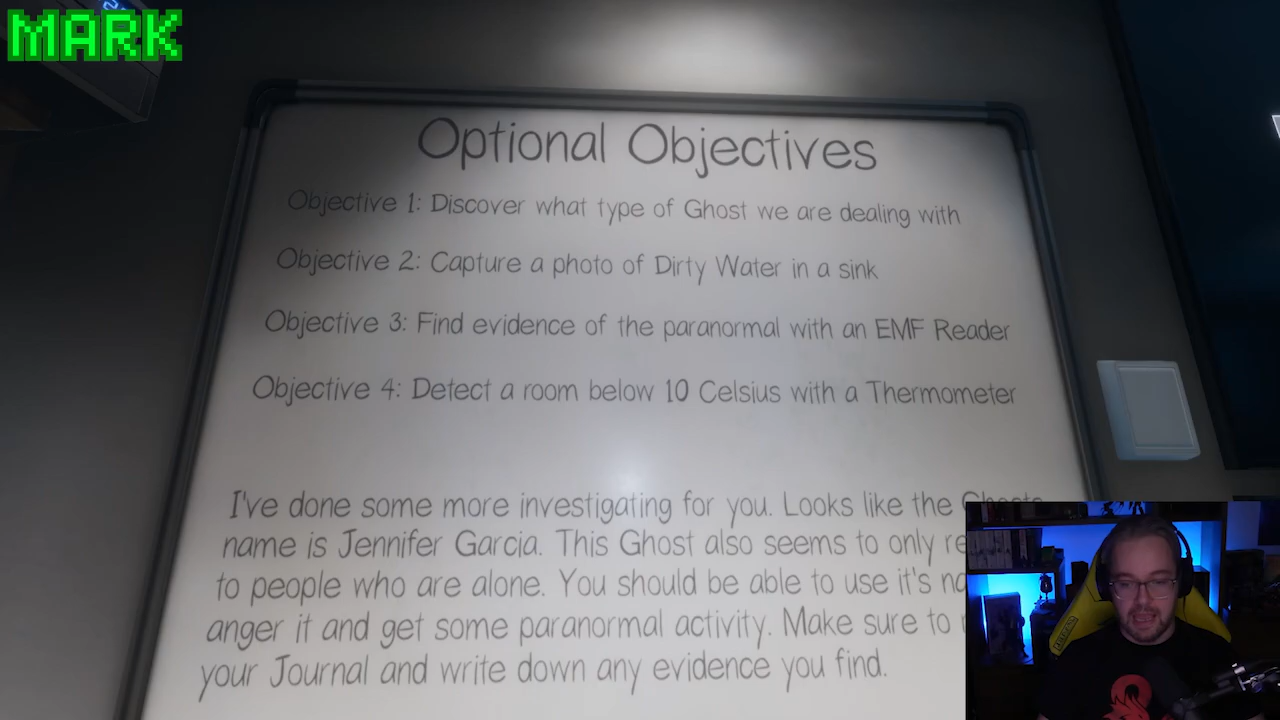 MARK
Optional Objectives
Objective 1: Discover what type of Ghost we are dealing with
Objective 2: Capture a photo of Dirty Water in a sink
Objective 3: Find evidence of the paranormal with an EMF Reader
Objective 4: Detect a room below 10 Celsius with a Thermometer
I've done some more investigating for you. Looks like the
name is Jennifer Garcia. This Ghost also seems to only
to people who are alone. You should be able to use it's
anger it and get some paranormal activity. Make sure to
your Journal and write down any evidence you find.